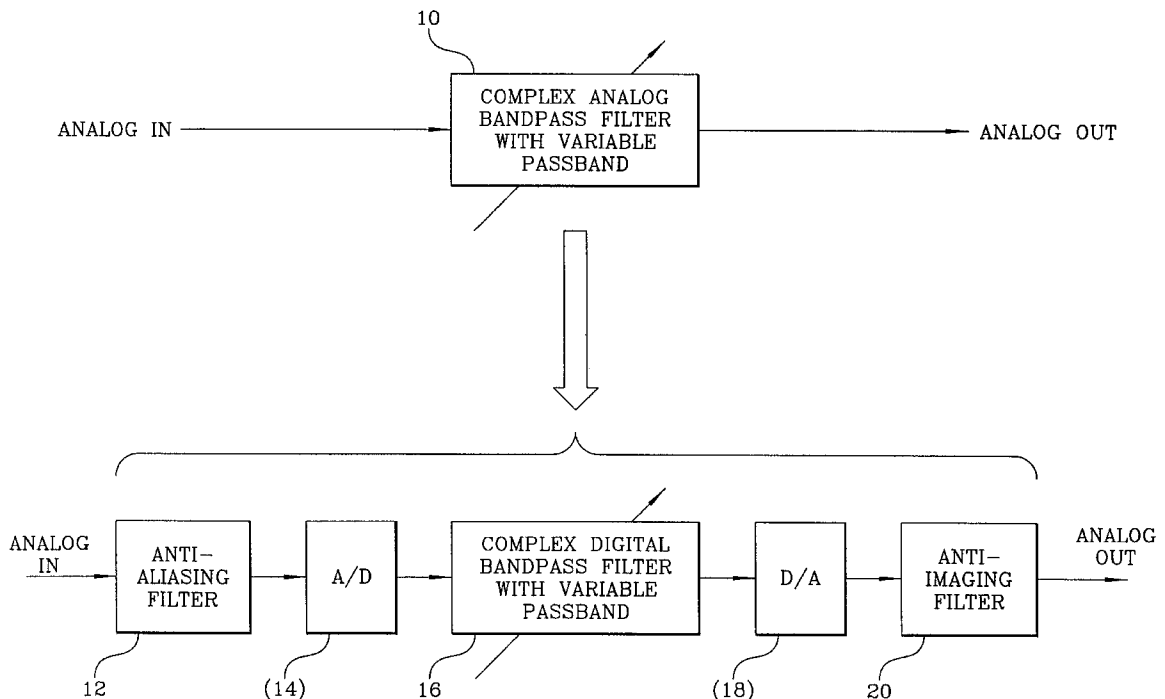 10
ANALOG IN
COMPLEX ANALOG
BANDPASS FILTER
WITH VARIABLE
PASSBAND
ANALOG OUT
ANALOG
IN
ANTI-
ALIASING
FILTER
A/D
COMPLEX DIGITAL
BANDPASS FILTER
WITH VARIABLE
PASSBAND
D/A
ANTI-
IMAGING
FILTER
ANALOG
OUT
12
(14)
16
(18)
20